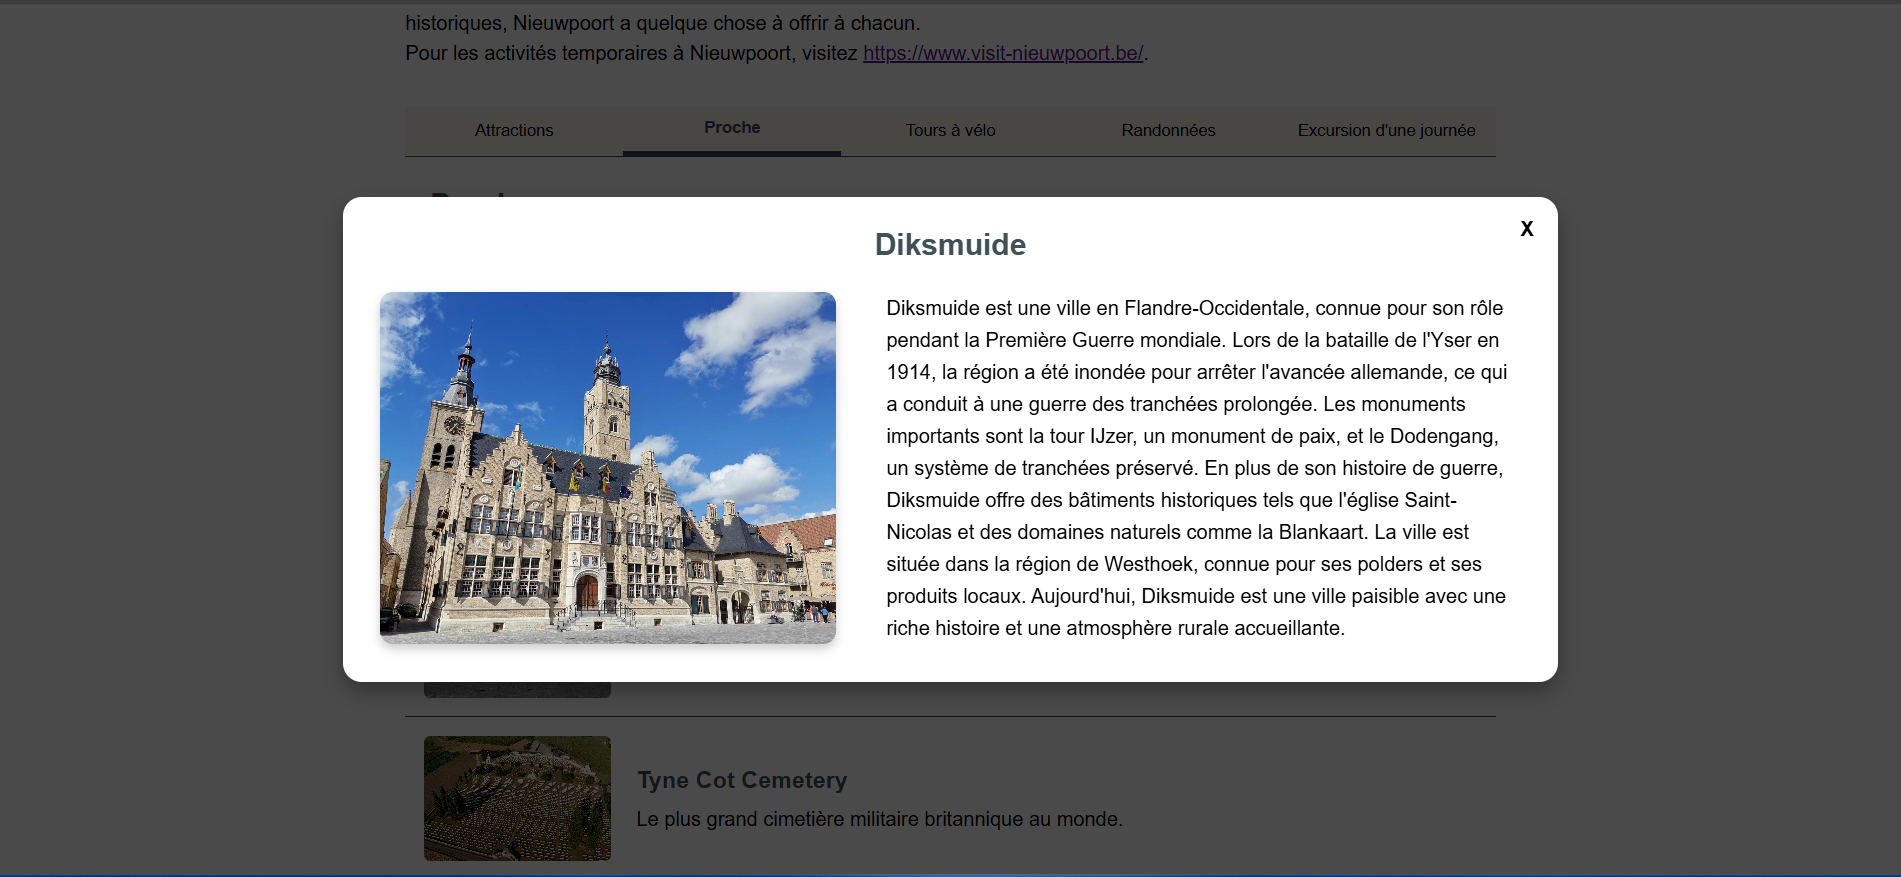 historiques, Nieuwpoort a quelque chose à offrir à chacun.
Pour les activités temporaires à Nieuwpoort, visitez https://www.visit-nieuwpoort.be/.
Attractions
Proche
Tours à vélo
Randonnées
Excursion d'une journée
X
Diksmuide
Diksmuide est une ville en Flandre-Occidentale, connue pour son rôle
pendant la Première Guerre mondiale. Lors de la bataille de l'Yser en
1914, la région a été inondée pour arrêter l'avancée allemande, ce qui
a conduit à une guerre des tranchées prolongée. Les monuments
importants sont la tour IJzer, un monument de paix, et le Dodengang,
un système de tranchées préservé. En plus de son histoire de guerre,
Diksmuide offre des bâtiments historiques tels que l'église Saint-
Nicolas et des domaines naturels comme la Blankaart. La ville est
située dans la région de Westhoek, connue pour ses polders et ses
produits locaux. Aujourd'hui, Diksmuide est une ville paisible avec une
riche histoire et une atmosphère rurale accueillante.
Tyne Cot Cemetery
Le plus grand cimetière militaire britannique au monde.